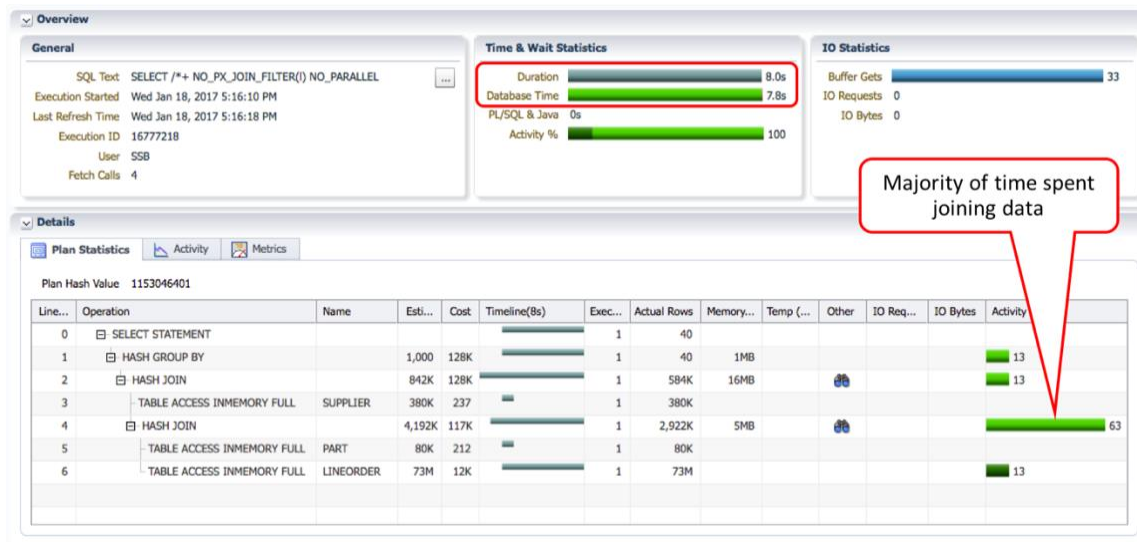 Overview
General
SQL Text SELECT /*+ NO_PX_JOIN_FILTER(l) NO_PARALLEL ...
Execution Started Wed Jan 18, 2017 5:16:10 PM
Last Refresh Time Wed Jan 18, 2017 5:16:18 PM
Execution ID 16777218
User SSB
Fetch Calls 4
Time & Wait Statistics
Duration 8.0s
Database Time 7.8s
PL/SQL & Java 0s
Activity % 100
IO Statistics
Buffer Gets 33
IO Requests 0
IO Bytes 0
Majority of time spent
joining data
Details
Plan Statistics Activity Metrics
Plan Hash Value 1153046401
Line... Operation Name Esti... Cost Timeline(8s) Exec... Actual Rows Memory... Temp (... Other IO Req... IO Bytes Activity
0 SELECT STATEMENT 1 40
1 HASH GROUP BY 1,000 128K 1 40 1MB 13
2 HASH JOIN 842K 128K 1 584K 16MB 13
3 TABLE ACCESS INMEMORY FULL SUPPLIER 380K 237 1 380K
4 HASH JOIN 4,192K 117K 1 2,922K 5MB 63
5 TABLE ACCESS INMEMORY FULL PART 80K 212 1 80K
6 TABLE ACCESS INMEMORY FULL LINEORDER 73M 12K 1 73M 13